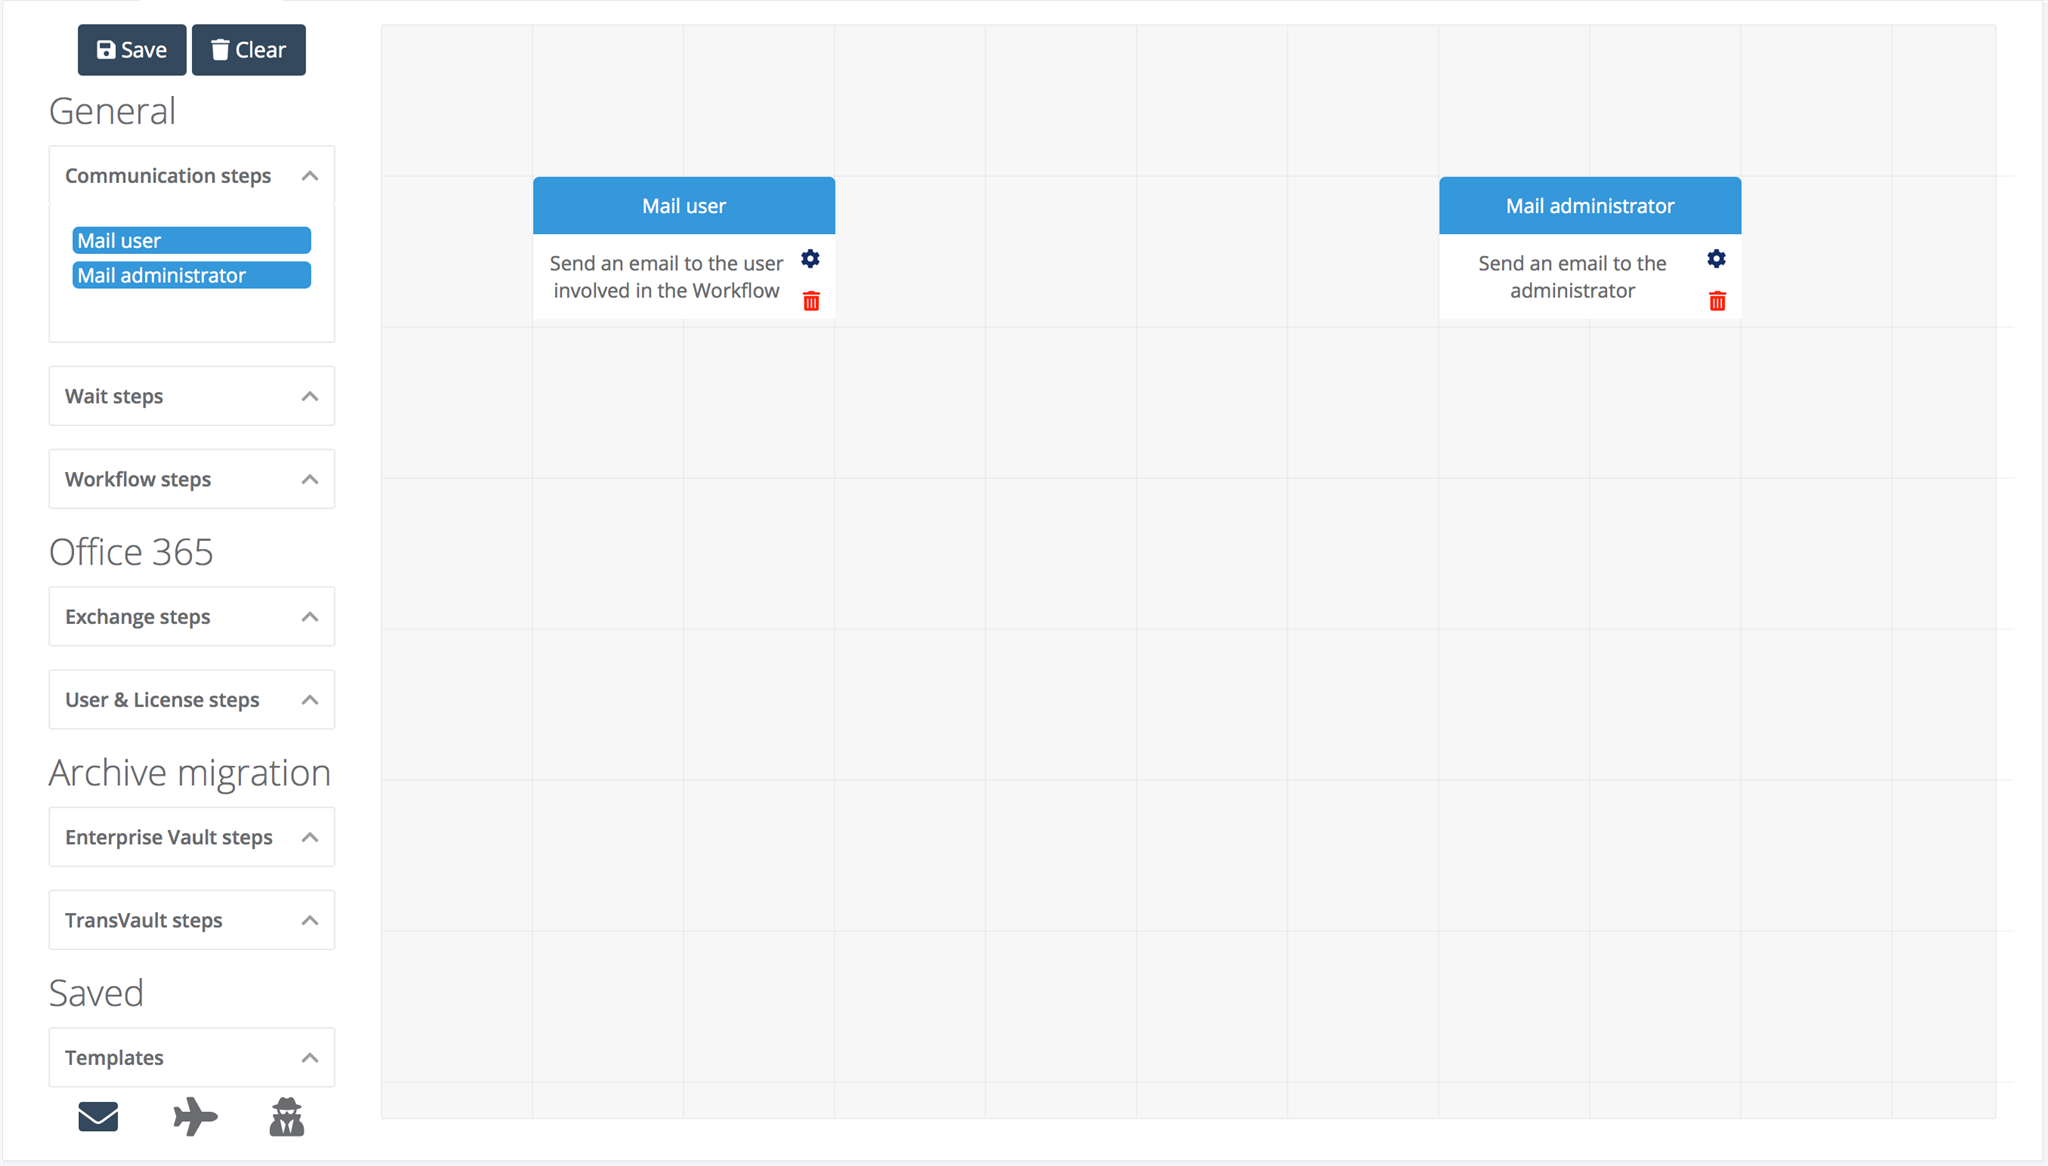 Save Clear
General
Communication steps
Mail user
Mail administrator
Wait steps
Workflow steps
Office 365
Exchange steps
User & License steps
Archive migration
Enterprise Vault steps
TransVault steps
Saved
Templates
Mail user
Send an email to the user
involved in the Workflow
Mail administrator
Send an email to the
administrator